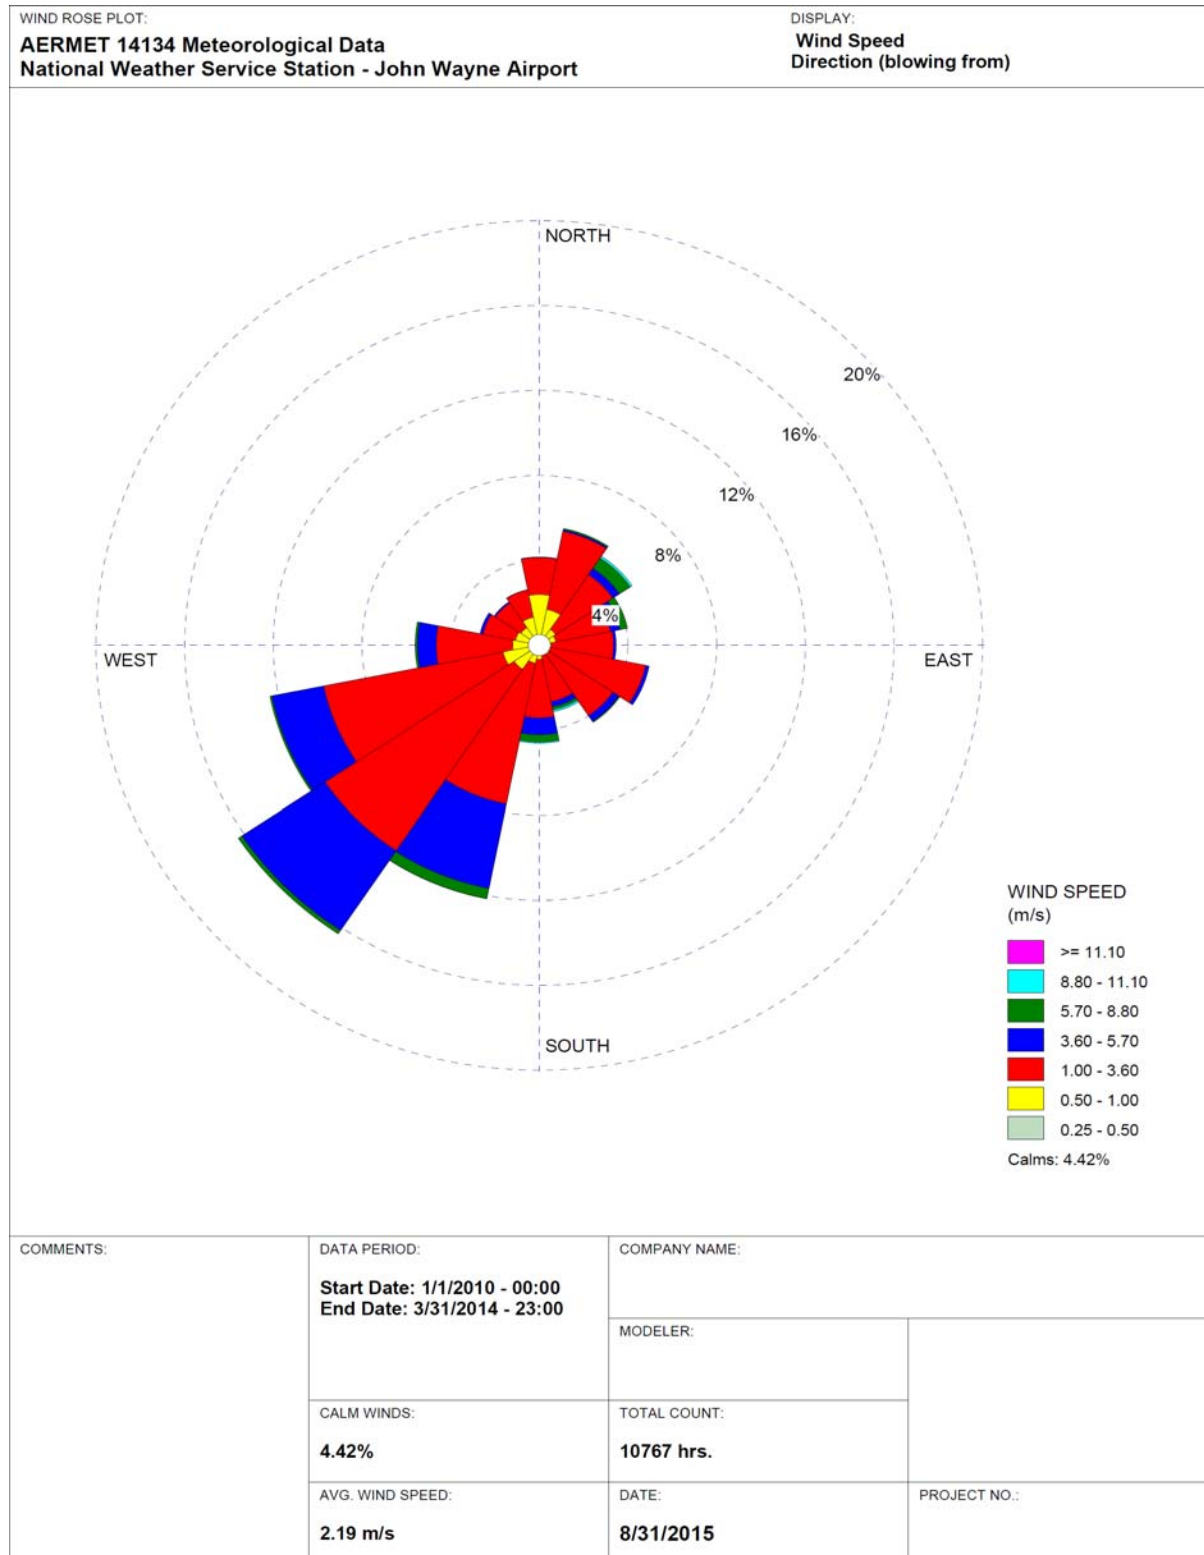 WIND ROSE PLOT:
AERMET 14134 Meteorological Data
National Weather Service Station - John Wayne Airport
DISPLAY:
Wind Speed
Direction (blowing from)
NORTH
20%
16%
12%
8%
4%
WEST
EAST
SOUTH
WIND SPEED
(m/s)
>= 11.10
8.80 - 11.10
5.70 - 8.80
3.60 - 5.70
1.00 - 3.60
0.50 - 1.00
0.25 - 0.50
Calms: 4.42%
COMMENTS:
DATA PERIOD:
Start Date: 1/1/2010 - 00:00
End Date: 3/31/2014 - 23:00
COMPANY NAME:
MODELER:
CALM WINDS:
4.42%
TOTAL COUNT:
10767 hrs.
AVG. WIND SPEED:
2.19 m/s
DATE:
8/31/2015
PROJECT NO.: